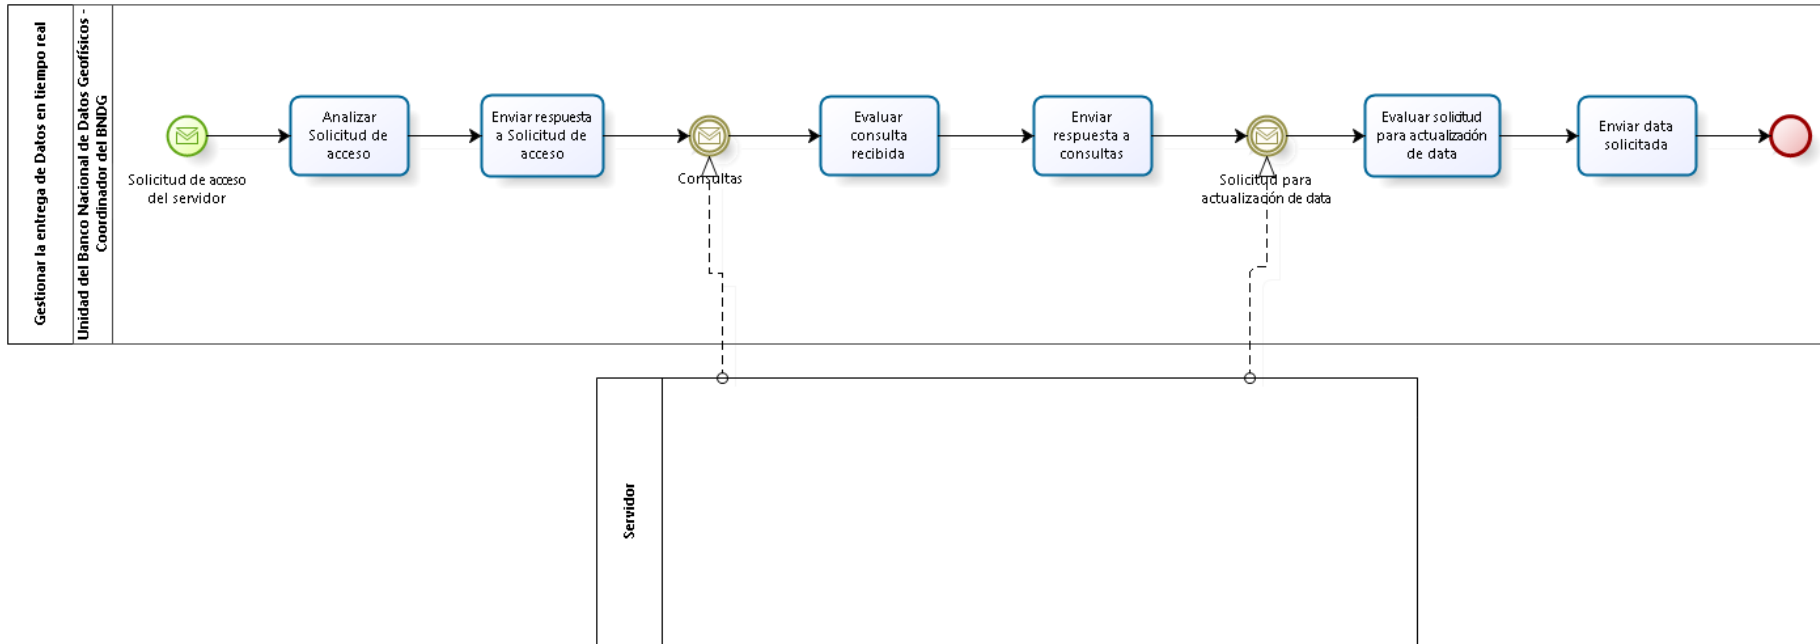 Gestionar la entrega de Datos en tiempo real
Unidad del Banco Nacional de Datos Geofísicos -
Coordinador del BNDG
Solicitud de acceso
del servidor
Analizar
Solicitud de
acceso
Enviar respuesta
a Solicitud de
acceso
Consultas
Evaluar
consulta
recibida
Enviar
respuesta a
consultas
Solicitud para
actualización de data
Evaluar solicitud
para actualización
de data
Enviar data
solicitada
Servidor